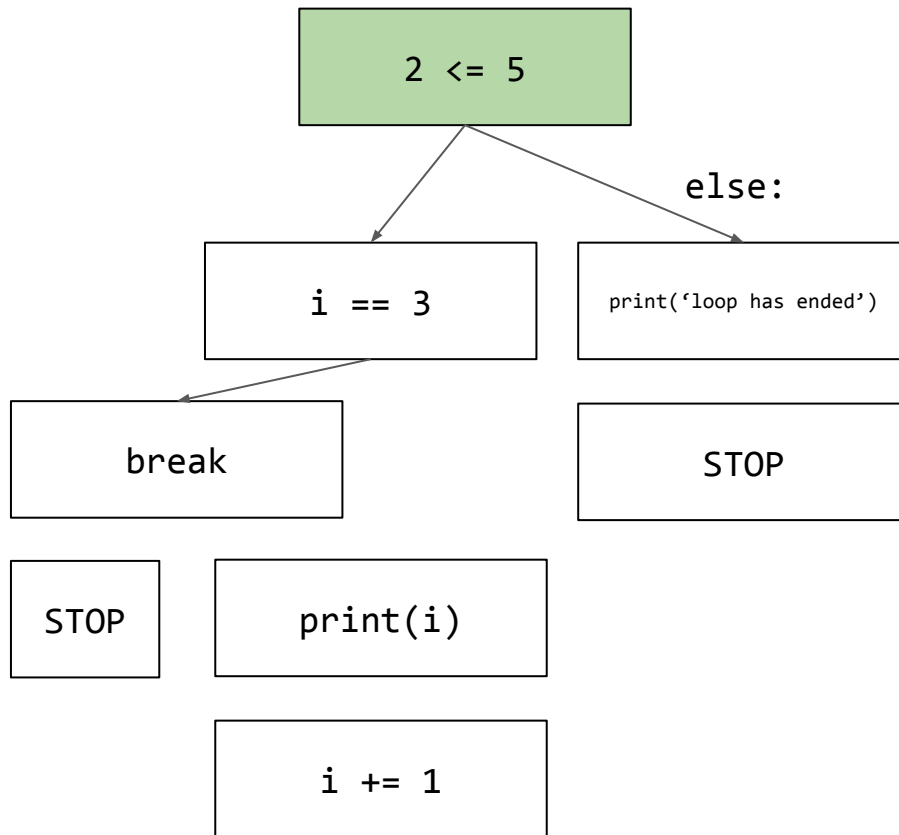 2 <= 5
else:
i == 3
print(‘loop has ended’)
break
STOP
STOP
print(i)
i += 1